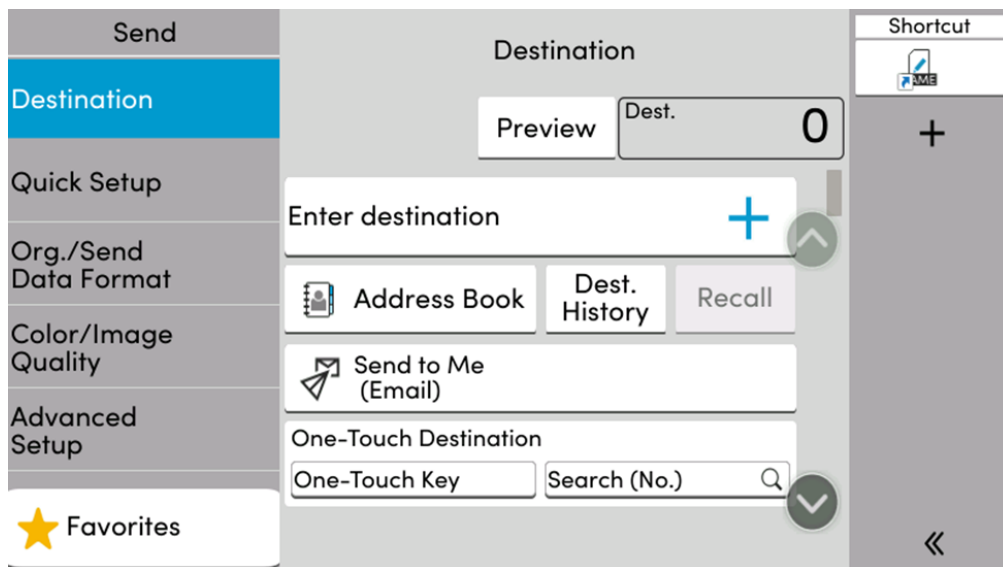 Send
Destination
Quick Setup
Org./Send
Data Format
Color/Image
Quality
Advanced
Setup
Favorites
Destination
Preview
Dest.
0
Enter destination
Address Book
Dest.
History
Recall
Send to Me
(Email)
One-Touch Destination
One-Touch Key
Search (No.)
Shortcut